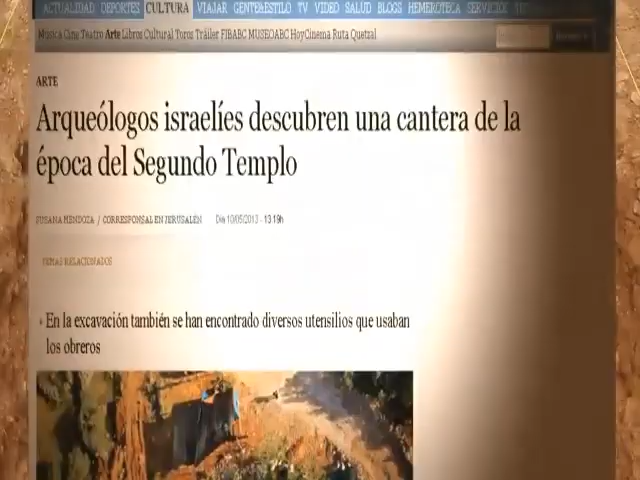 ACTUALIDAD DEPORTES CULTURA VIAJAR GENTE&ESTILO TV VIDEO SALUD BLOGS HEMEROTECA SERVICIOS
Música Cine Teatro Arte Libros Cultural Toros Tráiler FIBABC MUSEOABC HoyCinema Ruta Quetzal
ARTE
Arqueólogos israelíes descubren una cantera de la
época del Segundo Templo
SUSANA MENDOZA / CORRESPONSAL EN JERUSALÉN Día 10/05/2013 - 13.19h
TEMAS RELACIONADOS
En la excavación también se han encontrado diversos utensilios que usaban
los obreros